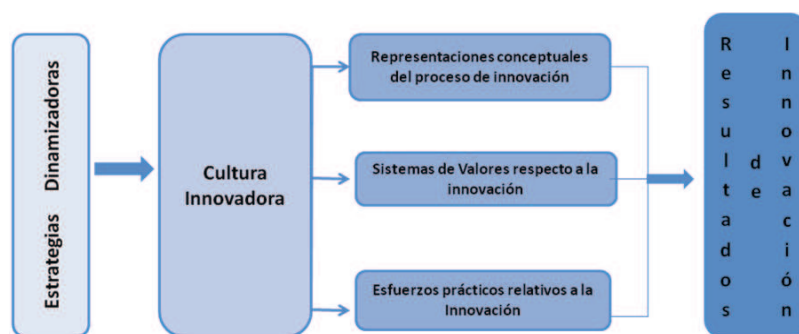 Estrategias Dinamizadoras
Cultura
Innovadora
Representaciones conceptuales
del proceso de innovación
Sistemas de Valores respecto a la
innovación
Esfuerzos prácticos relativos a la
Innovación
Resultados
de
Innovación